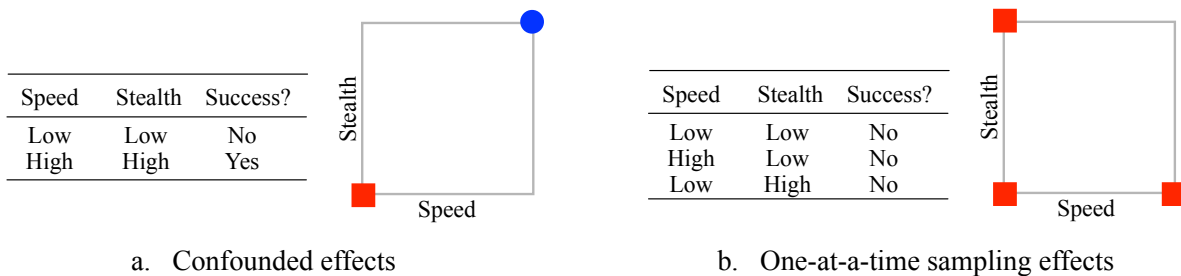 Speed Stealth Success?
Low Low No
High High Yes
Stealth
Speed
a. Confounded effects
Speed Stealth Success?
Low Low No
High Low No
Low High No
Stealth
Speed
b. One-at-a-time sampling effects